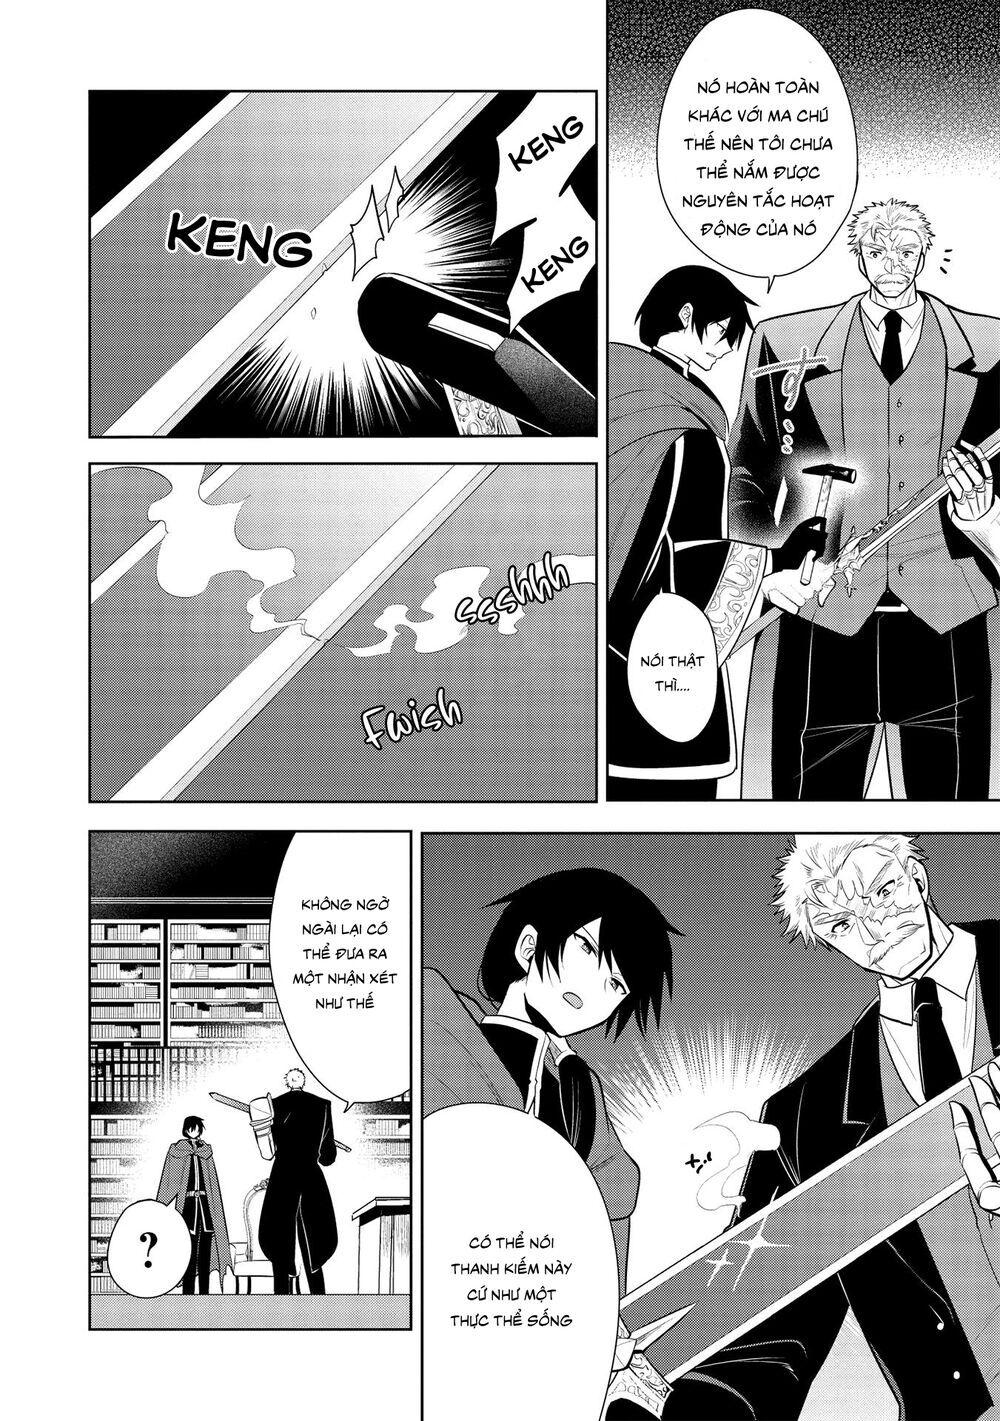 NÓ HOÀN TOÀN
KHÁC VỚI MA CHÚ
THẾ NÊN TÔI CHƯA
THỂ NẮM ĐƯỢC
NGUYÊN TẮC HOẠT
ĐỘNG CỦA NÓ
す...
NÓI THẬT
THÌ....
KENG
KENG
KENG
ssshhh
Fwish
CÓ THỂ NÓI
THANH KIẾM NÀY
CỨ NHƯ MỘT
THỰC THỂ SỐNG
KHÔNG NGỜ
NGÀI LẠI CÓ
THỂ ĐƯA RA
MỘT NHẬN XÉT
NHƯ THẾ
?